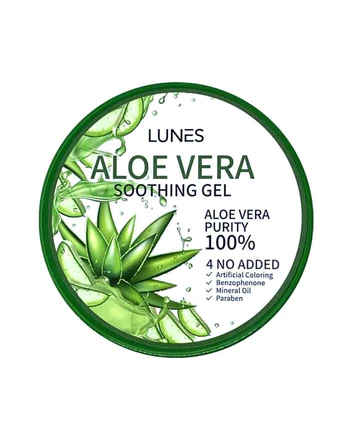 LUNES
ALOE VERA
SOOTHING GEL
ALOE VERA
PURITY
100%
4 NO ADDED
✓ Artificial Coloring
✓ Benzophenone
✓ Mineral Oil
✓ Paraben